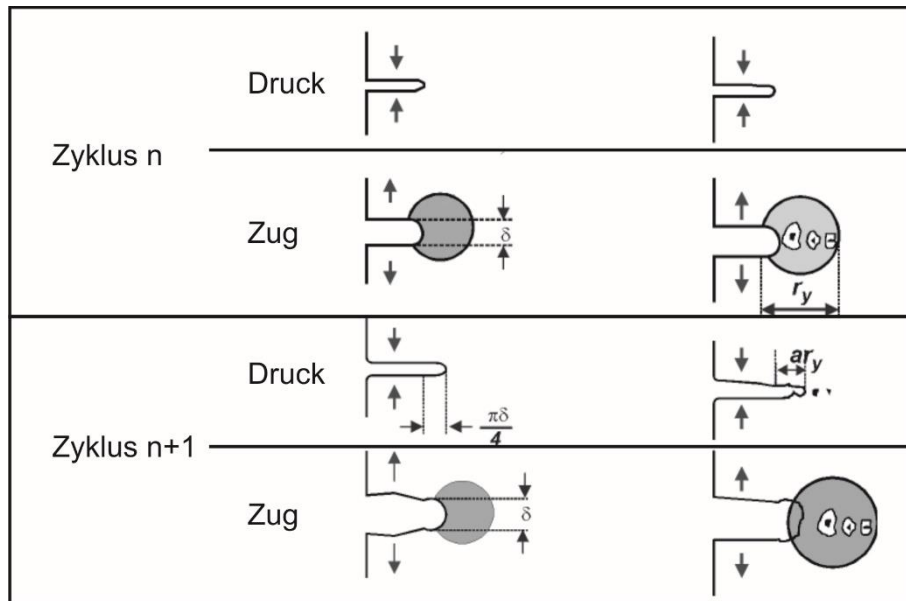 Druck
Zyklus n
Zug
δ
r_y
Druck
ar_y
πδ/4
Zyklus n+1
Zug
δ